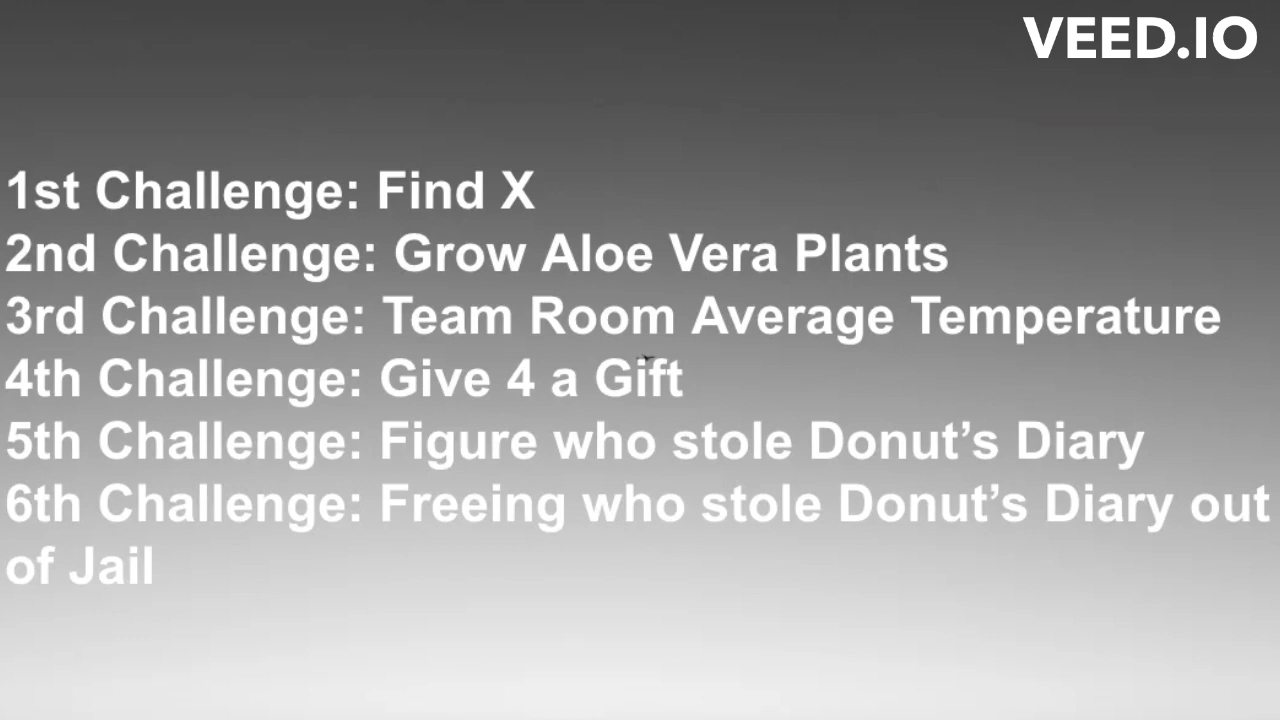 VEED.IO
1st Challenge: Find X
2nd Challenge: Grow Aloe Vera Plants
3rd Challenge: Team Room Average Temperature
4th Challenge: Give 4 a Gift
5th Challenge: Figure who stole Donut’s Diary
6th Challenge: Freeing who stole Donut’s Diary out
of Jail